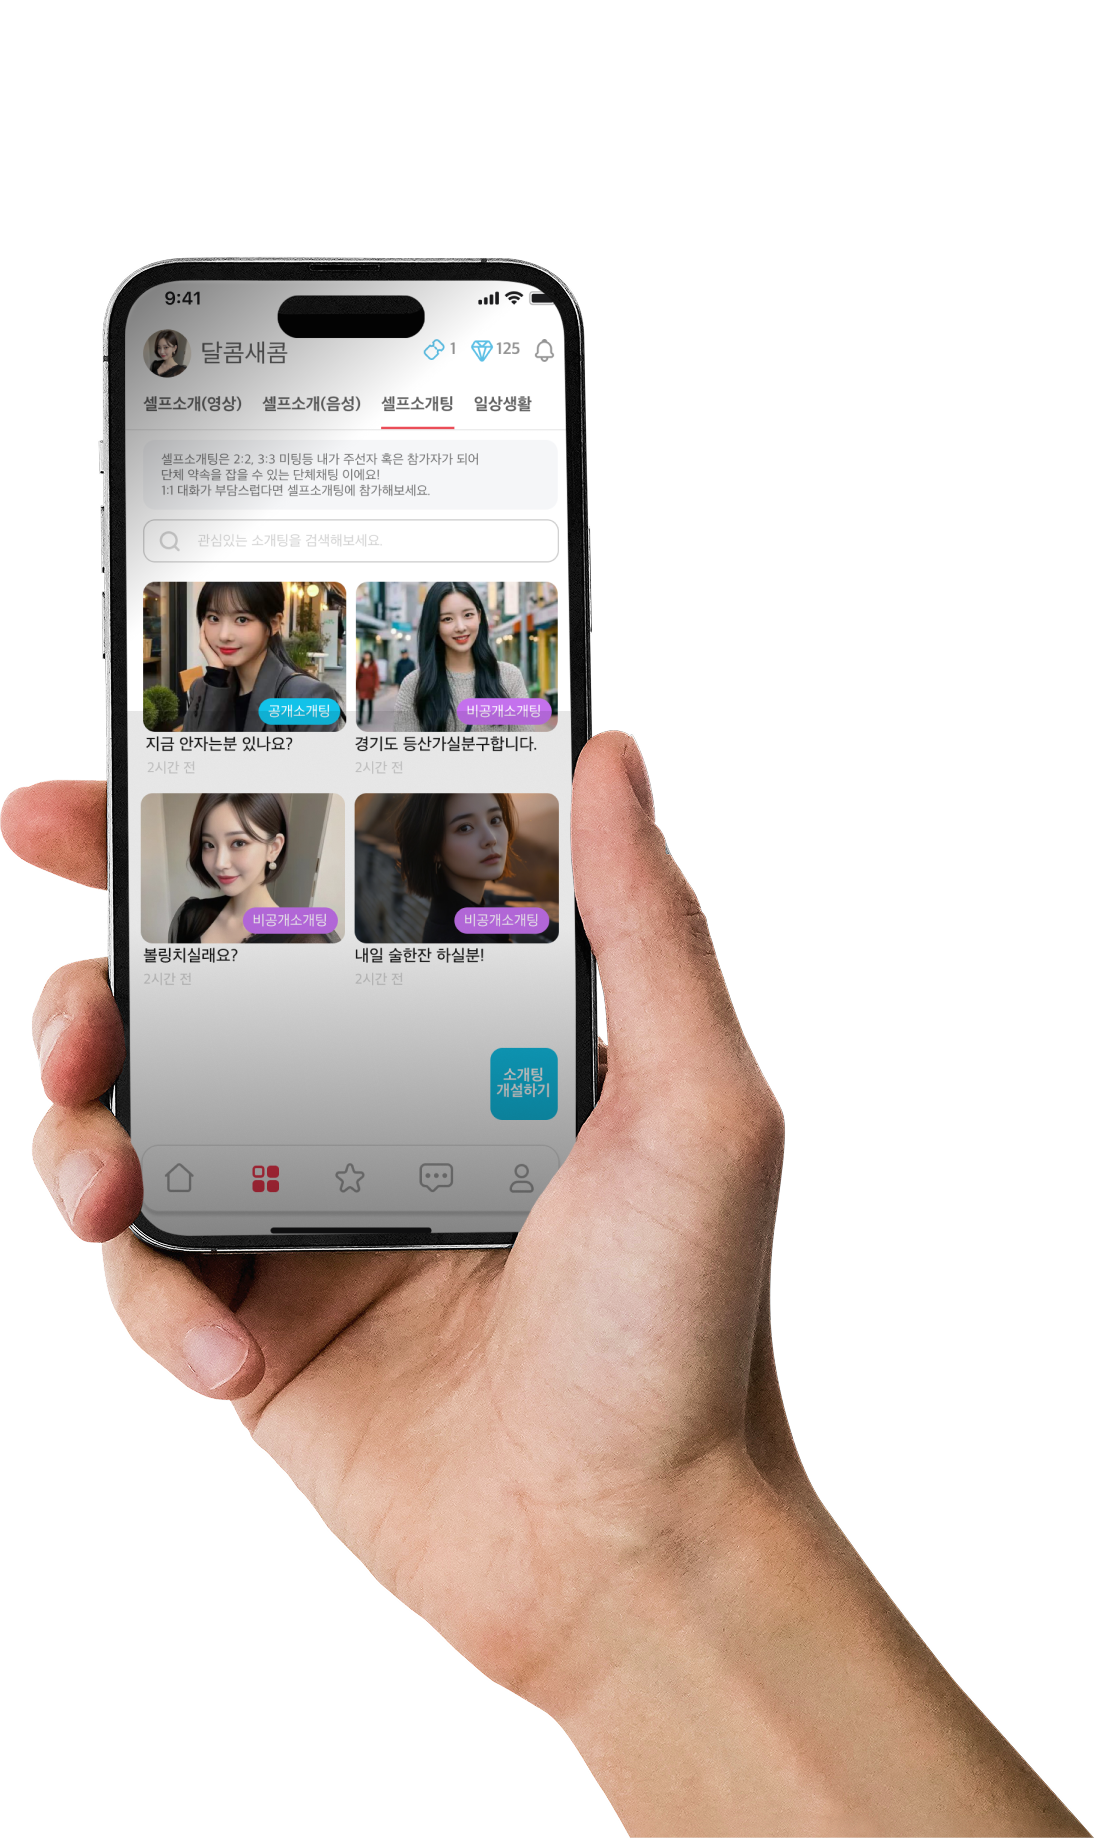 9:41
달콤새콤
1
125
셀프소개(영상) 셀프소개(음성) 셀프소개팅 일상생활
셀프소개팅은 2:2, 3:3 미팅등 내가 주선자 혹은 참가자가 되어
단체 약속을 잡을 수 있는 단체채팅 이에요!
1:1 대화가 부담스럽다면 셀프소개팅에 참가해보세요.
관심있는 소개팅을 검색해보세요.
공개소개팅
지금 안자는분 있나요?
2시간 전
비공개소개팅
경기도 등산가실분구합니다.
2시간 전
비공개소개팅
볼링치실래요?
2시간 전
비공개소개팅
내일 술한잔 하실분!
2시간 전
소개팅
개설하기